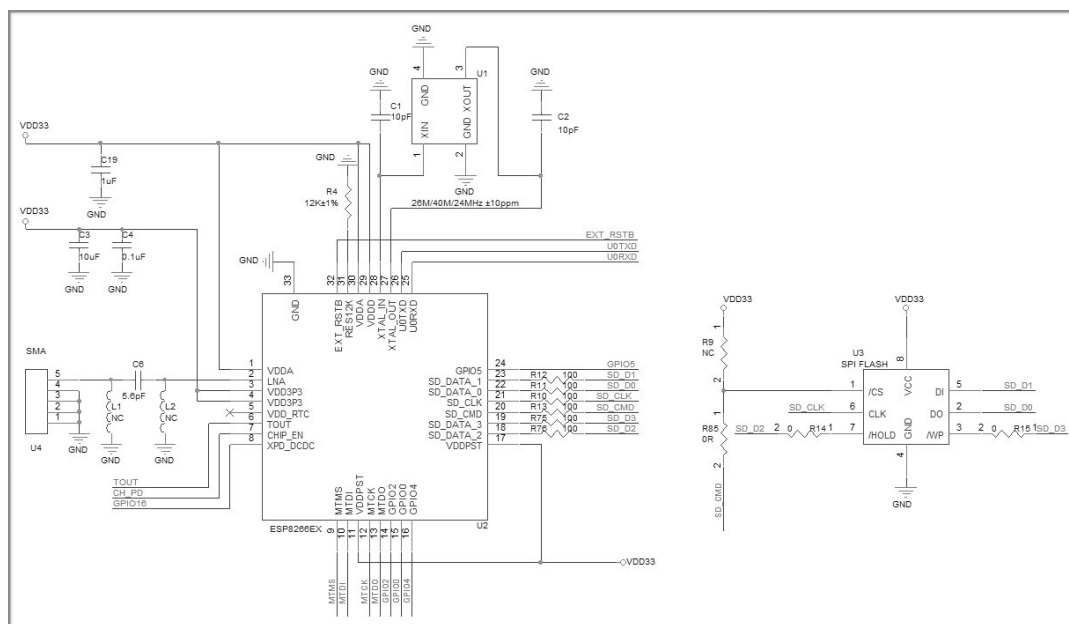 GND
4
3
U1
GND
XOUT
XIN
GND
1
2
GND
26M/40M/24MHz ±10ppm
GND
C1
10pF
GND
C2
10pF
VDD33
C19
1uF
GND
VDD33
C3
10uF
GND
C4
0.1uF
GND
GND
R4
12K±1%
EXT_RSTB
U0TXD
U0RXD
GND
33
32
31
30
29
28
27
26
25
GND
EXT_RSTB
RES12K
VDDA
VDDD
XTAL_IN
XTAL_OUT
U0TXD
U0RXD
SMA
5
4
3
2
1
U4
GND
L1
NC
GND
C6
5.6pF
L2
NC
GND
1 VDDA
2 LNA
3 VDD3P3
4 VDD3P3
5 VDD_RTC
6 TOUT
7 CHIP_EN
8 XPD_DCDC
TOUT
CH_PD
GPIO16
GPIO5 24 GPIO5
SD_DATA_1 23 R12 100 SD_D1
SD_DATA_0 22 R11 100 SD_D0
SD_CLK 21 R10 100 SD_CLK
SD_CMD 20 R13 100 SD_CMD
SD_DATA_3 19 R75 100 SD_D3
SD_DATA_2 18 R76 100 SD_D2
VDDPST 17
MTMS
MTDI
VDDPST
MTCK
MTDO
GPIO2
GPIO0
GPIO4
ESP8266EX
U2
9
10
11
12
13
14
15
16
MTMS
MTDI
MTCK
MTDO
GPIO2
GPIO0
GPIO4
VDD33
VDD33
1
R9
NC
2
1
R85
0R
2
SD_CMD
VDD33
U3
SPI FLASH
8
VCC
1 /CS
SD_CLK 6 CLK
SD_D2 2 0 R14 1 7 /HOLD
DI 5 SD_D1
DO 2 SD_D0
/WP 3 2 0 R15 1 SD_D3
GND
4
GND